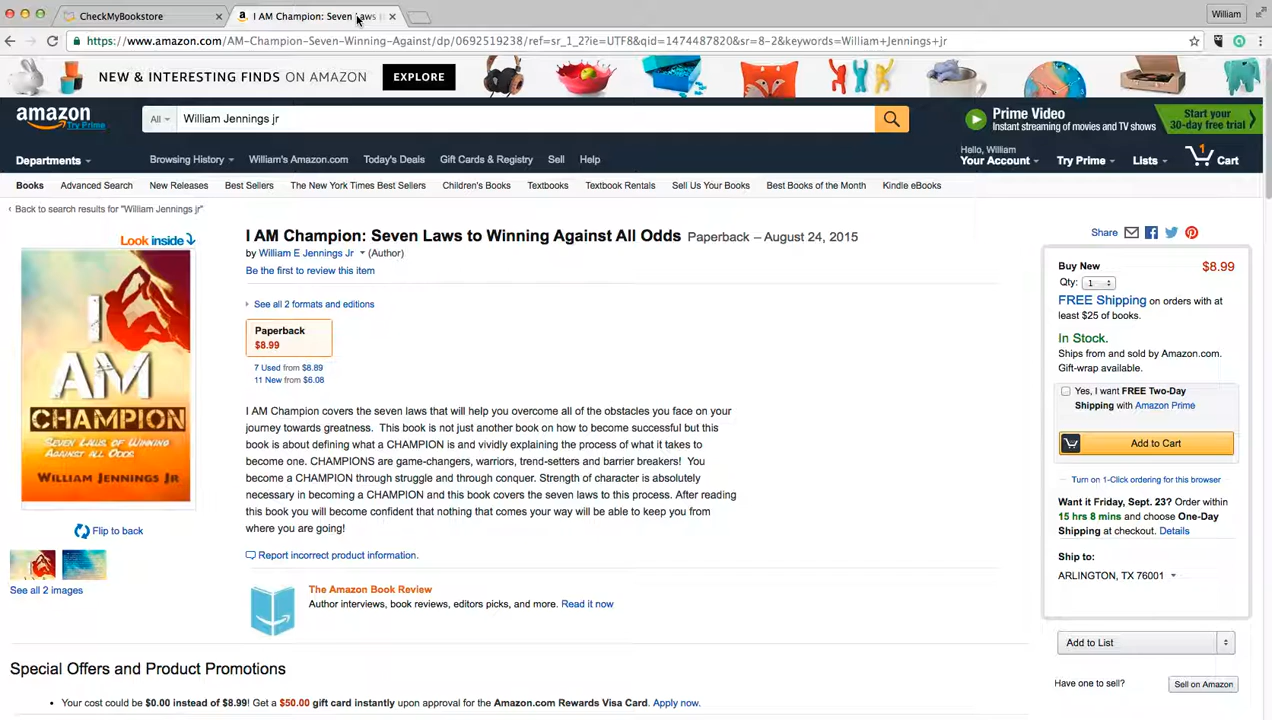 CheckMyBookstore
I AM Champion: Seven Laws
William
https://www.amazon.com/AM-Champion-Seven-Winning-Against/dp/0692519238/ref=sr_1_2?ie=UTF8&qid=1474487820&sr=8-2&keywords=William+Jennings+jr
NEW & INTERESTING FINDS ON AMAZON
EXPLORE
amazon
Try Prime
All
William Jennings jr
Prime Video
Instant streaming of movies and TV shows
Start your
30-day free trial
Departments
Browsing History
William's Amazon.com
Today's Deals
Gift Cards & Registry
Sell
Help
Hello, William
Your Account
Try Prime
Lists
1
Cart
Books
Advanced Search
New Releases
Best Sellers
The New York Times Best Sellers
Children's Books
Textbooks
Textbook Rentals
Sell Us Your Books
Best Books of the Month
Kindle eBooks
‹ Back to search results for "William Jennings jr"
Look inside
I AM CHAMPION
SEVEN LAWS OF WINNING
AGAINST ALL ODDS
WILLIAM JENNINGS JR
Flip to back
See all 2 images
I AM Champion: Seven Laws to Winning Against All Odds Paperback – August 24, 2015
by William E Jennings Jr (Author)
Be the first to review this item
See all 2 formats and editions
Paperback
$8.99
7 Used from $8.89
11 New from $6.08
I AM Champion covers the seven laws that will help you overcome all of the obstacles you face on your
journey towards greatness. This book is not just another book on how to become successful but this
book is about defining what a CHAMPION is and vividly explaining the process of what it takes to
become one. CHAMPIONS are game-changers, warriors, trend-setters and barrier breakers! You
become a CHAMPION through struggle and through conquer. Strength of character is absolutely
necessary in becoming a CHAMPION and this book covers the seven laws to this process. After reading
this book you will become confident that nothing that comes your way will be able to keep you from
where you are going!
Report incorrect product information.
The Amazon Book Review
Author interviews, book reviews, editors picks, and more. Read it now
Share
Buy New
$8.99
Qty: 1
FREE Shipping on orders with at
least $25 of books.
In Stock.
Ships from and sold by Amazon.com.
Gift-wrap available.
Yes, I want FREE Two-Day
Shipping with Amazon Prime
Add to Cart
Turn on 1-Click ordering for this browser
Want it Friday, Sept. 23? Order within
15 hrs 8 mins and choose One-Day
Shipping at checkout. Details
Ship to:
ARLINGTON, TX 76001
Add to List
Have one to sell?
Sell on Amazon
Special Offers and Product Promotions
• Your cost could be $0.00 instead of $8.99! Get a $50.00 gift card instantly upon approval for the Amazon.com Rewards Visa Card. Apply now.